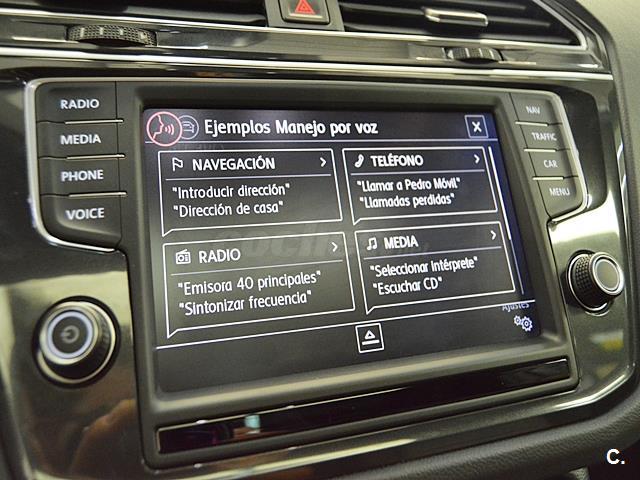 RADIO
MEDIA
PHONE
VOICE
NAV
TRAFFIC
CAR
MENU
Ejemplos Manejo por voz
NAVEGACIÓN
"Introducir dirección"
"Dirección de casa"
TELÉFONO
"Llamar a Pedro Móvil"
"Llamadas perdidas"
RADIO
"Emisora 40 principales"
"Sintonizar frecuencia"
MEDIA
"Seleccionar intérprete"
"Escuchar CD"
Ajustes
C.